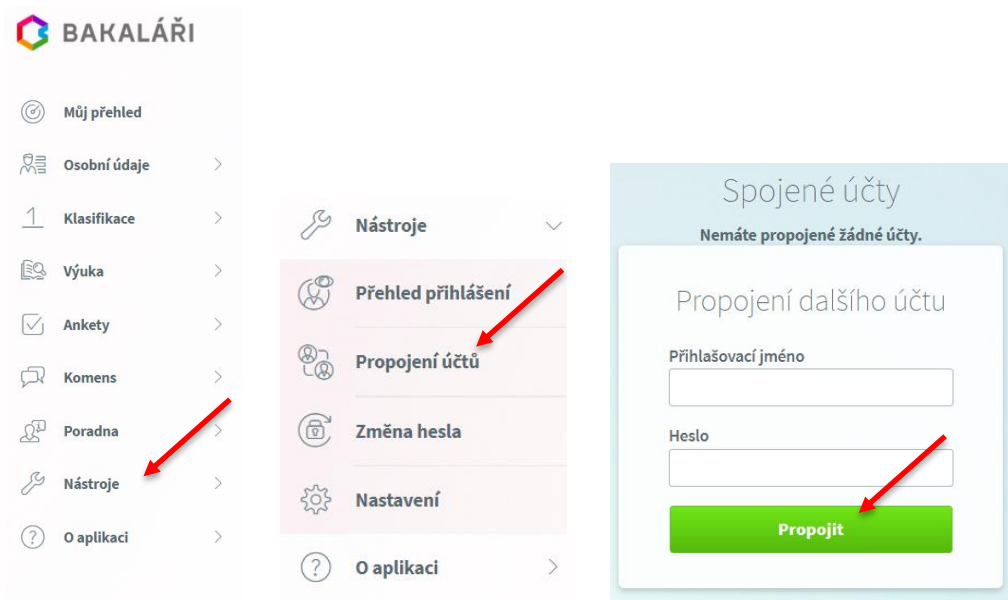 BAKALÁŘI
Můj přehled
Osobní údaje
Klasifikace
Výuka
Ankety
Komens
Poradna
Nástroje
O aplikaci
Nástroje
Přehled přihlášení
Propojení účtů
Změna hesla
Nastavení
O aplikaci
Spojené účty
Nemáte propojené žádné účty.
Propojení dalšího účtu
Přihlašovací jméno
Heslo
Propojit